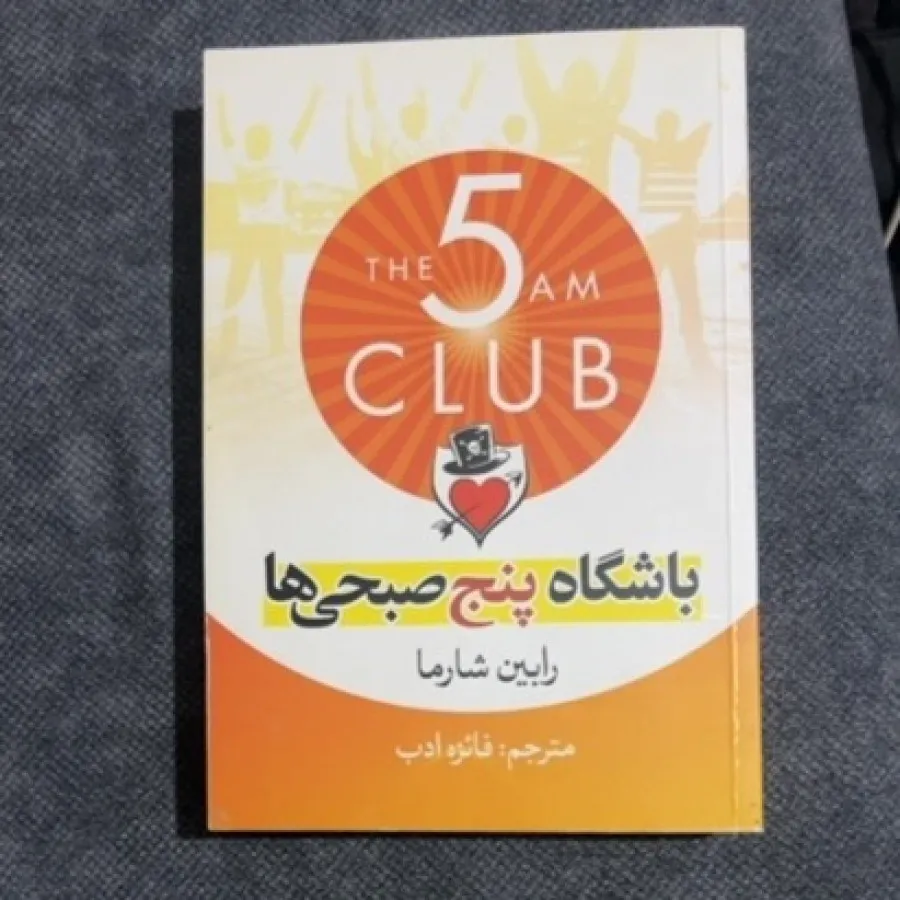 THE 5 AM
CLUB
باشگاه پنج صبحی‌ها
رابین شارما
مترجم: فائزه ادب